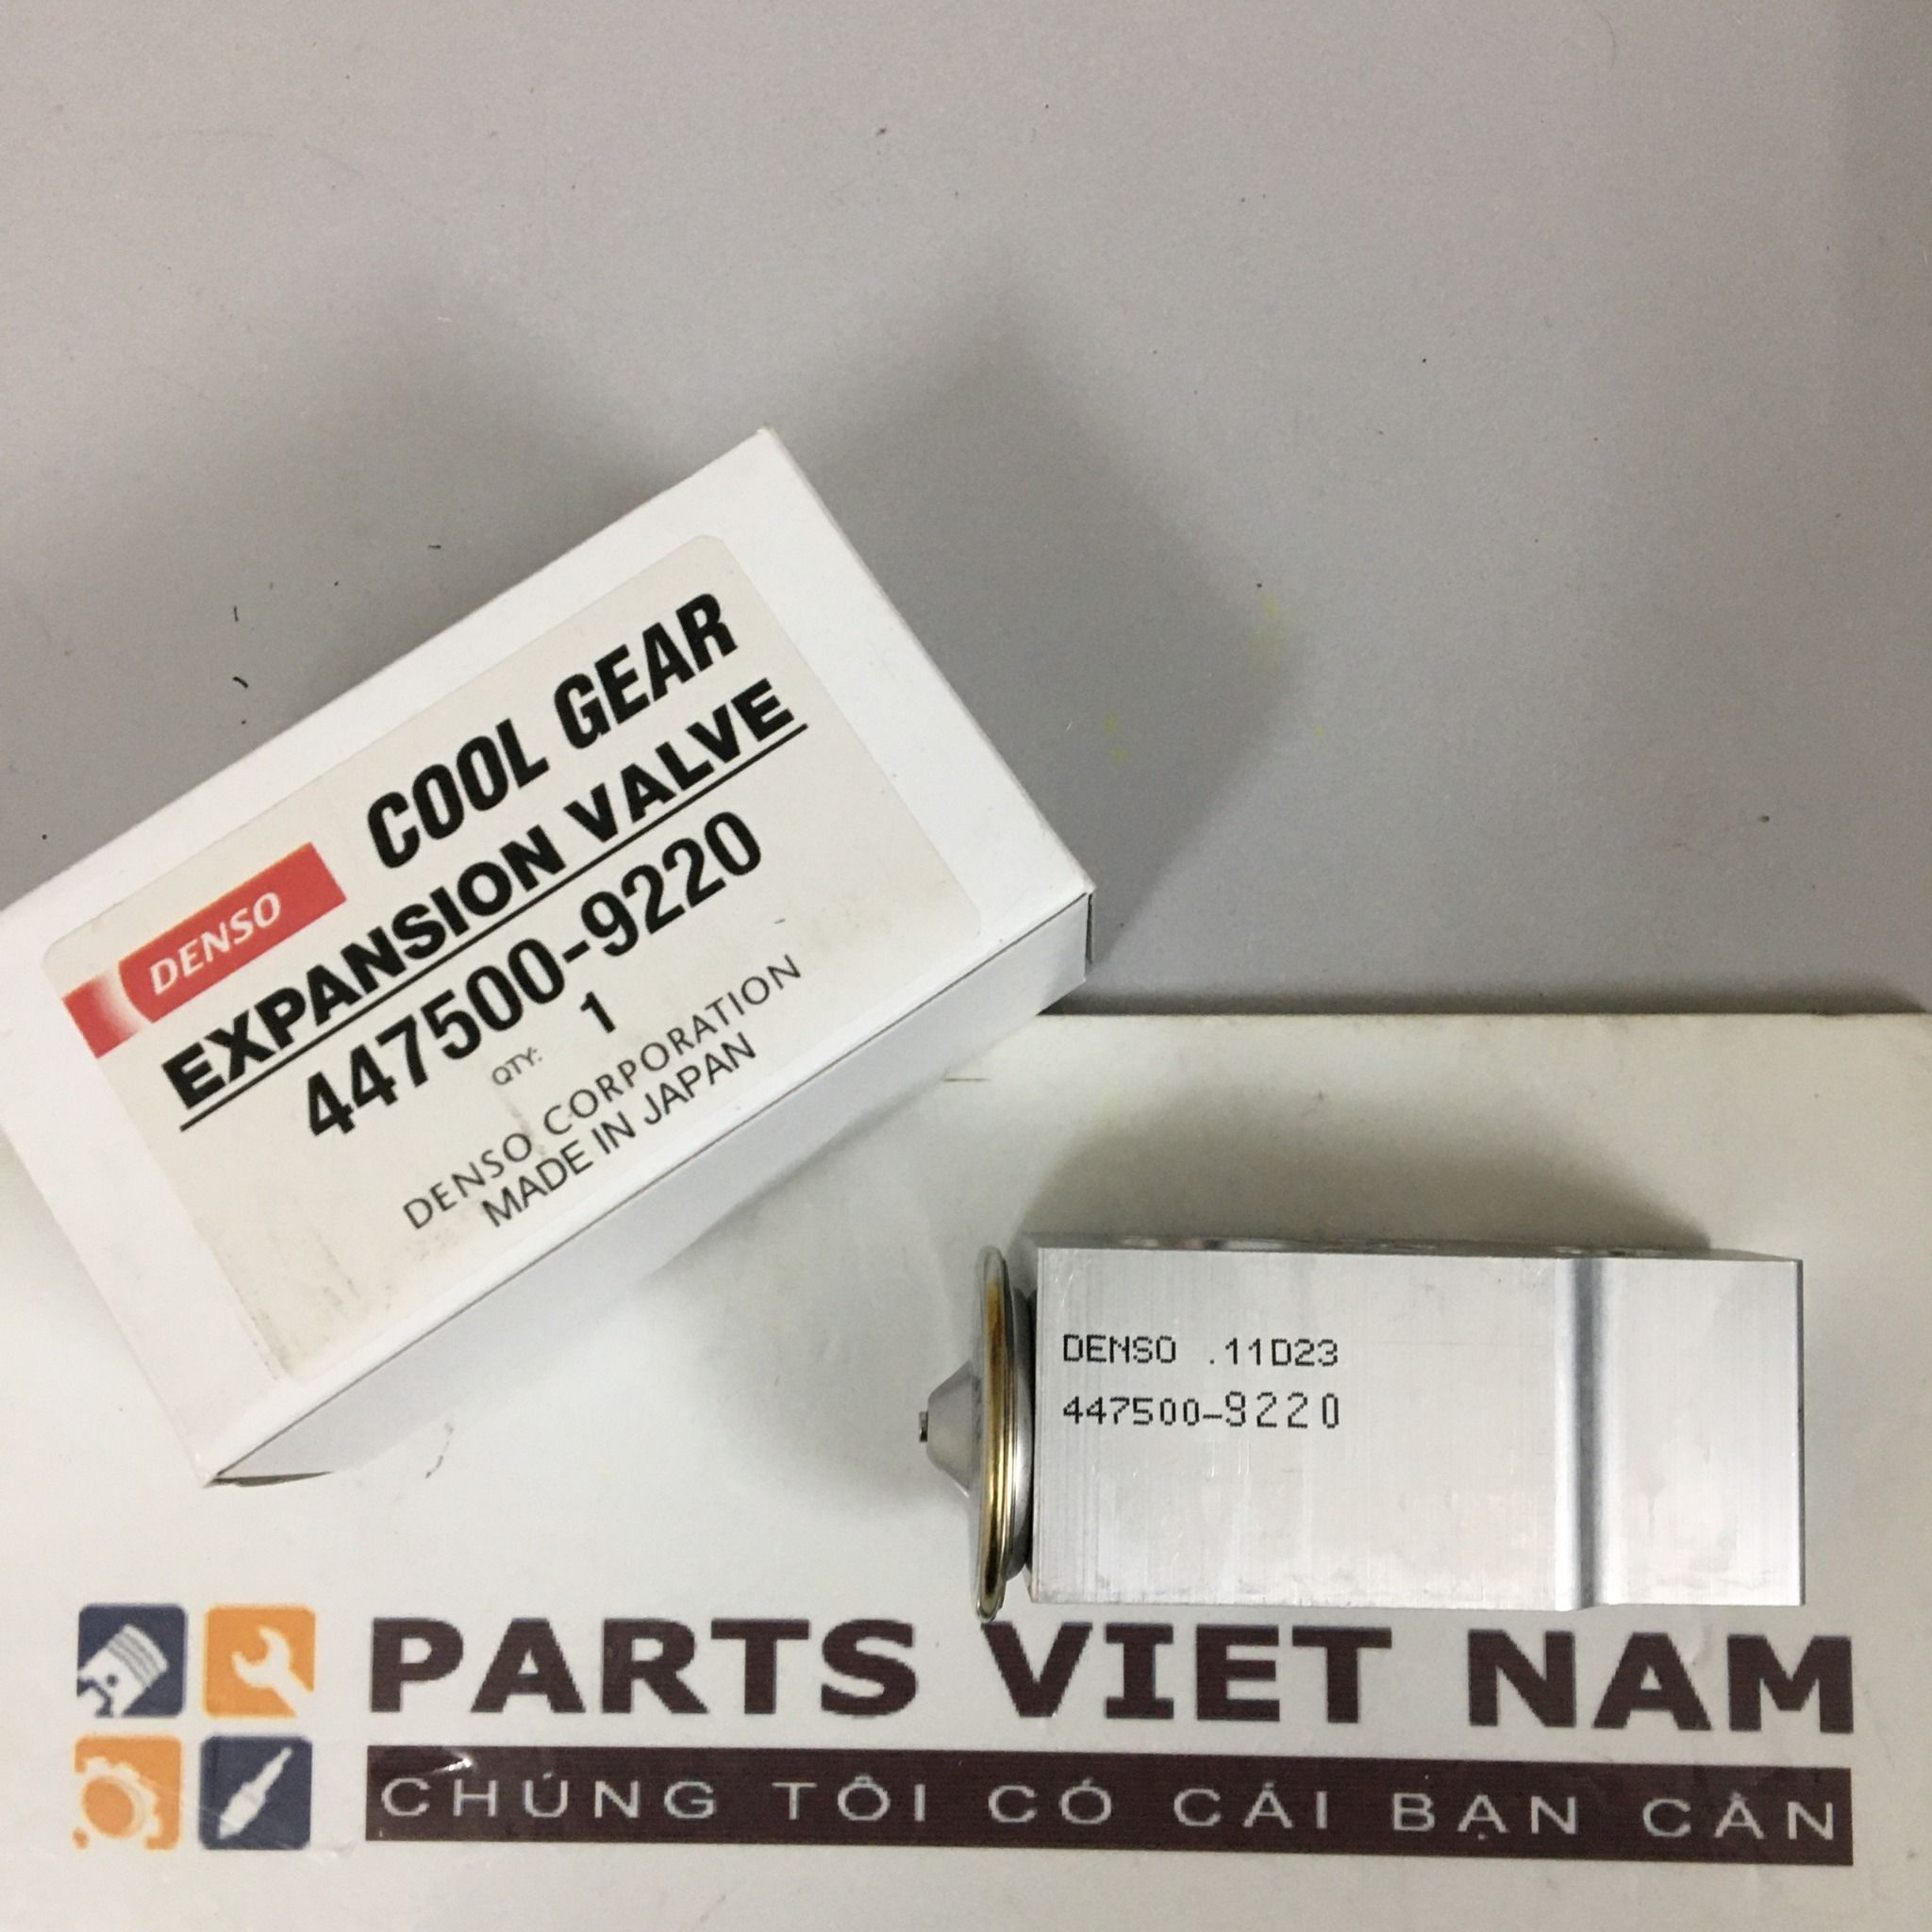 DENSO
COOL GEAR
EXPANSION VALVE
447500-9220
QTY: 1
DENSO CORPORATION
MADE IN JAPAN
DENSO .11D23
447500-9220
PARTS VIET NAM
CHÚNG TÔI CÓ CÁI BẠN CẦN